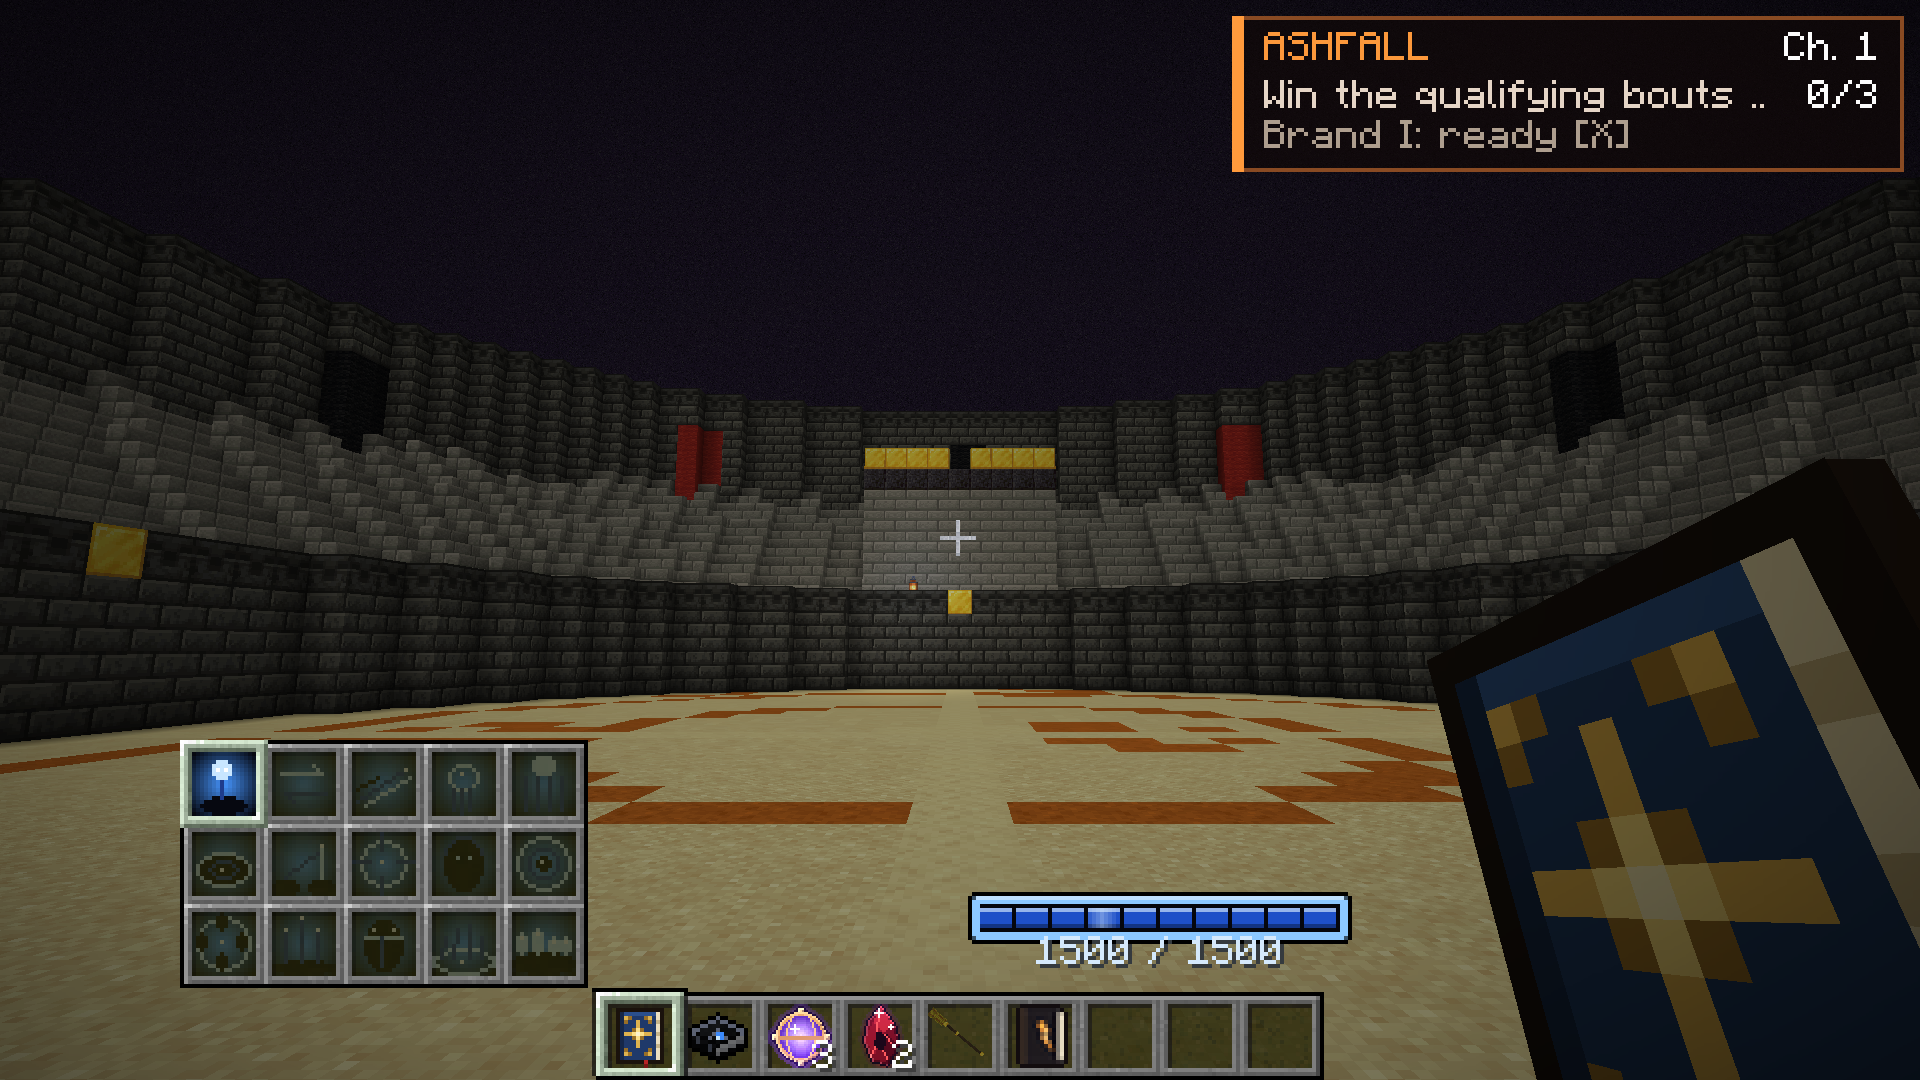 ASHFALL Ch. 1
Win the qualifying bouts .. 0/3
Brand I: ready [X]
1500 / 1500
3
2